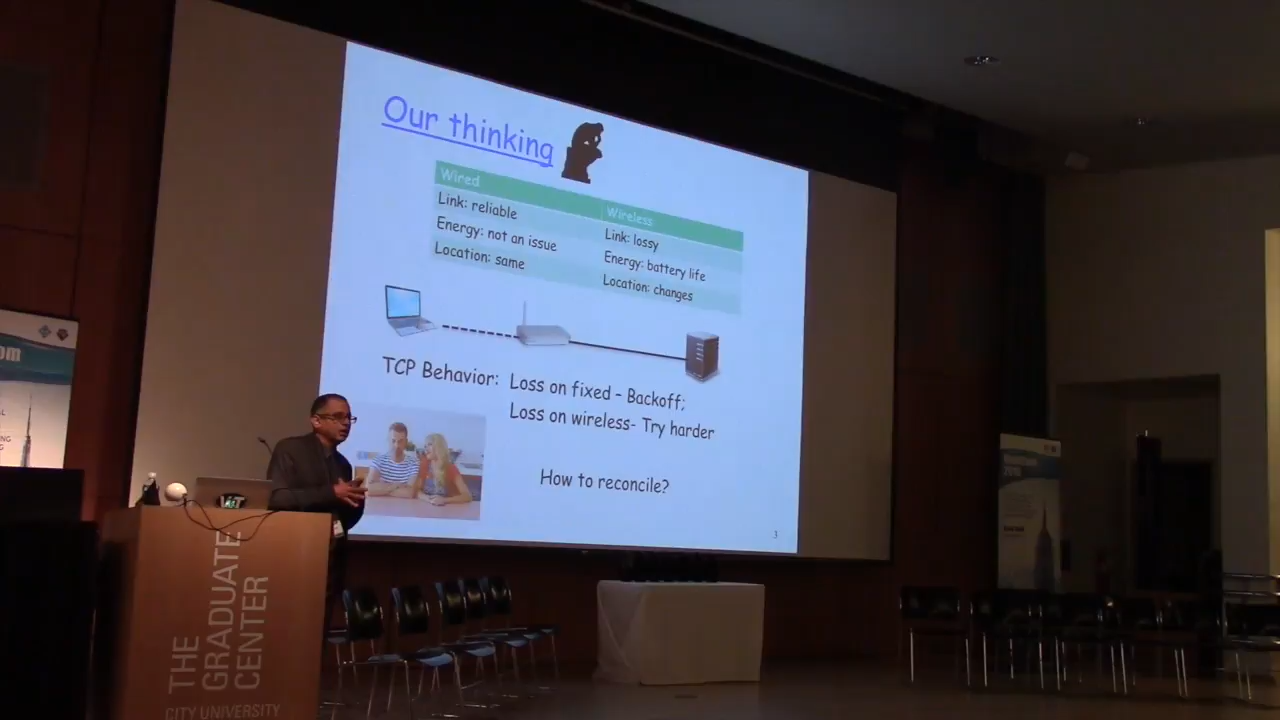 Our thinking
Wired
Wireless
Link: reliable
Link: lossy
Energy: not an issue
Energy: battery life
Location: same
Location: changes
TCP Behavior: Loss on fixed – Backoff;
Loss on wireless- Try harder
How to reconcile?
3
om
THE
GRADUATE
CENTER
CITY UNIVERSITY